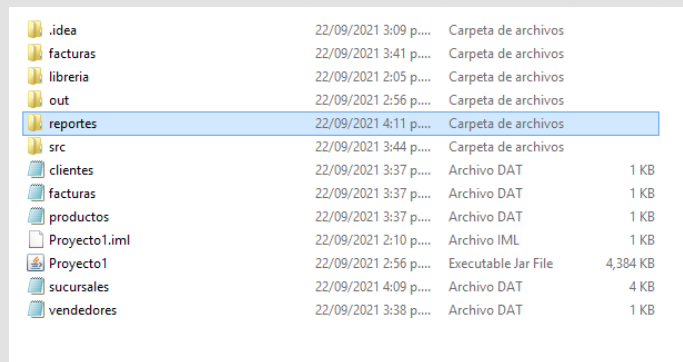 .idea 22/09/2021 3:09 p.... Carpeta de archivos
facturas 22/09/2021 3:41 p.... Carpeta de archivos
libreria 22/09/2021 2:05 p.... Carpeta de archivos
out 22/09/2021 2:56 p.... Carpeta de archivos
reportes 22/09/2021 4:11 p.... Carpeta de archivos
src 22/09/2021 3:44 p.... Carpeta de archivos
clientes 22/09/2021 3:37 p.... Archivo DAT 1 KB
facturas 22/09/2021 3:37 p.... Archivo DAT 1 KB
productos 22/09/2021 3:37 p.... Archivo DAT 1 KB
Proyecto1.iml 22/09/2021 2:10 p.... Archivo IML 1 KB
Proyecto1 22/09/2021 2:56 p.... Executable Jar File 4,384 KB
sucursales 22/09/2021 4:09 p.... Archivo DAT 4 KB
vendedores 22/09/2021 3:38 p.... Archivo DAT 1 KB